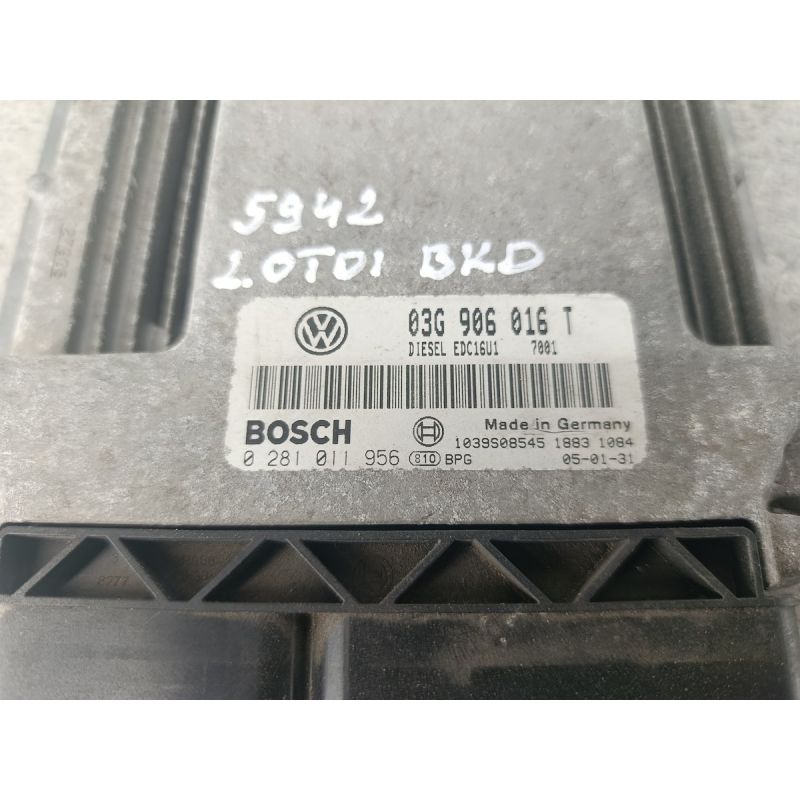 5942
2.0TDI BKD
03G 906 016 T
DIESEL EDC16U1 7001
BOSCH
Made in Germany
1039S08545 1883 1084
0 281 011 956 810 BPG
05-01-31